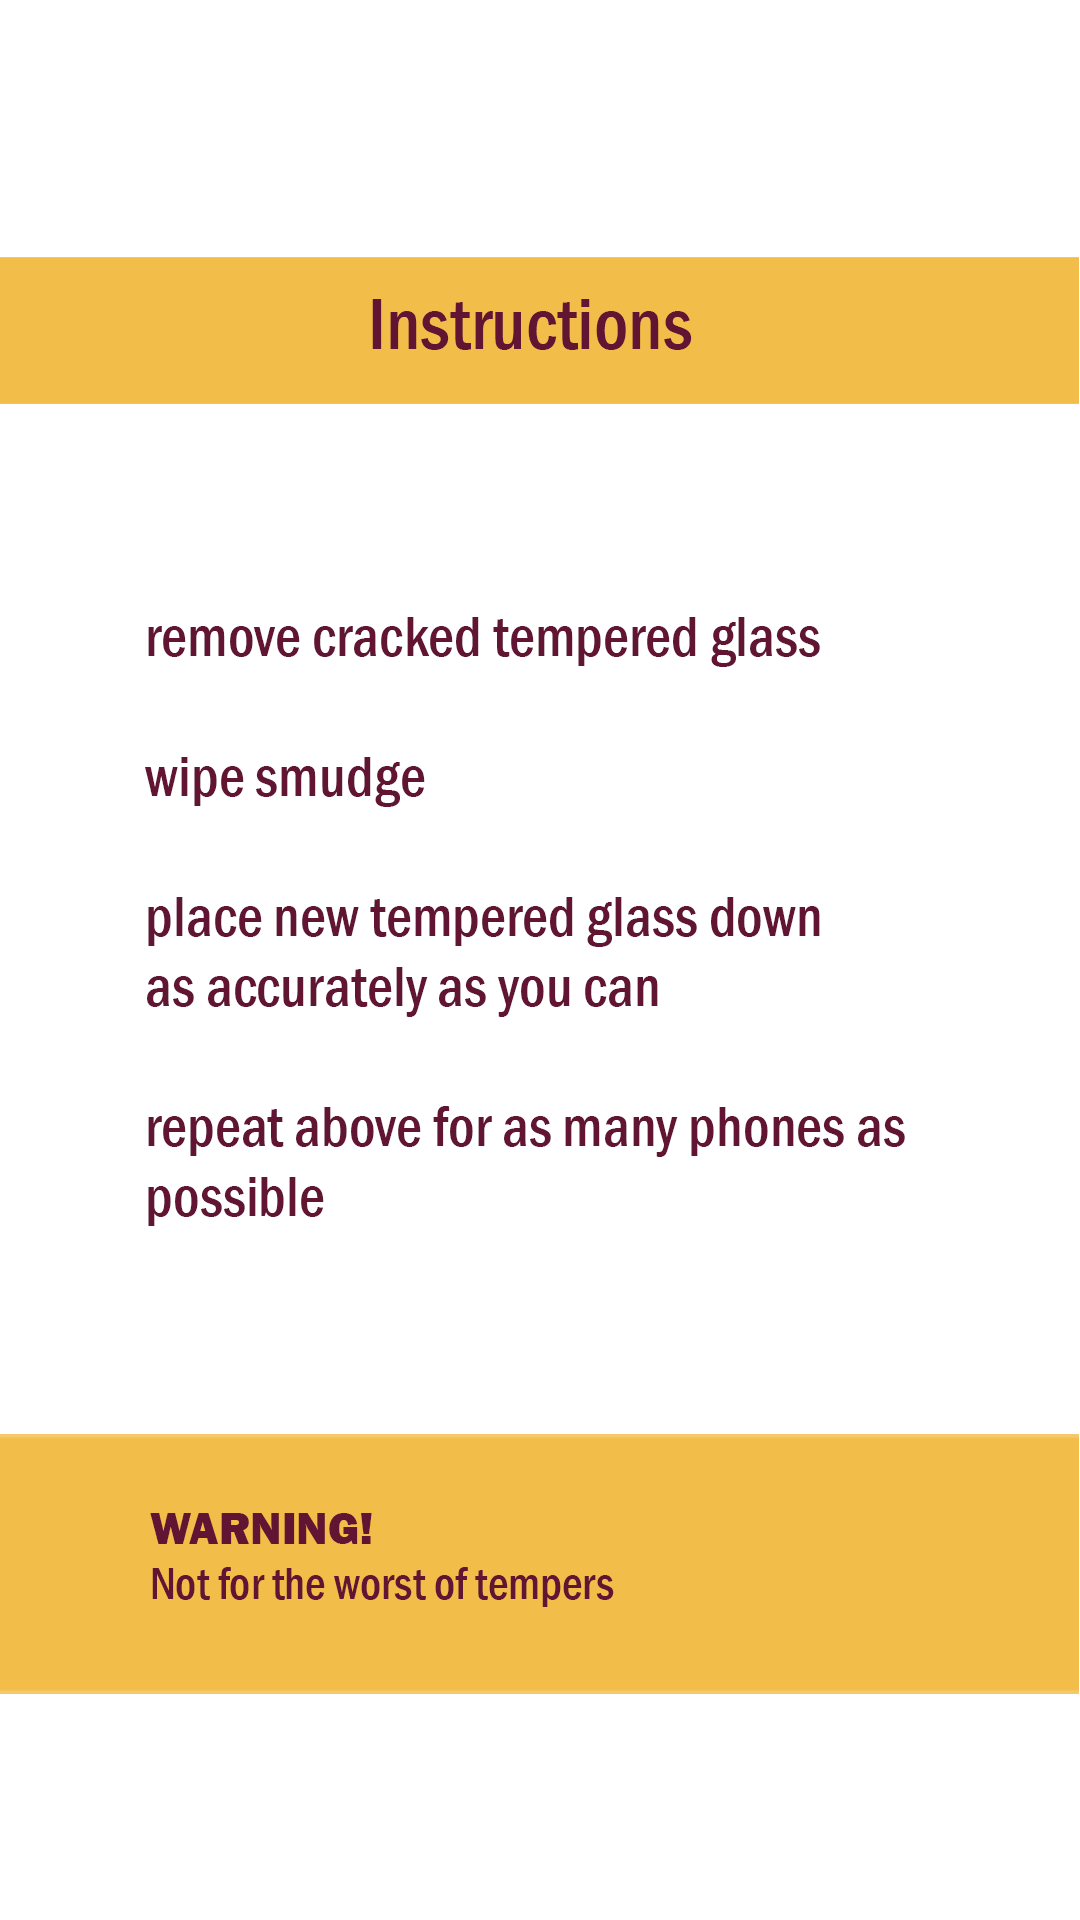 Instructions
remove cracked tempered glass
wipe smudge
place new tempered glass down
as accurately as you can
repeat above for as many phones as
possible
WARNING!
Not for the worst of tempers